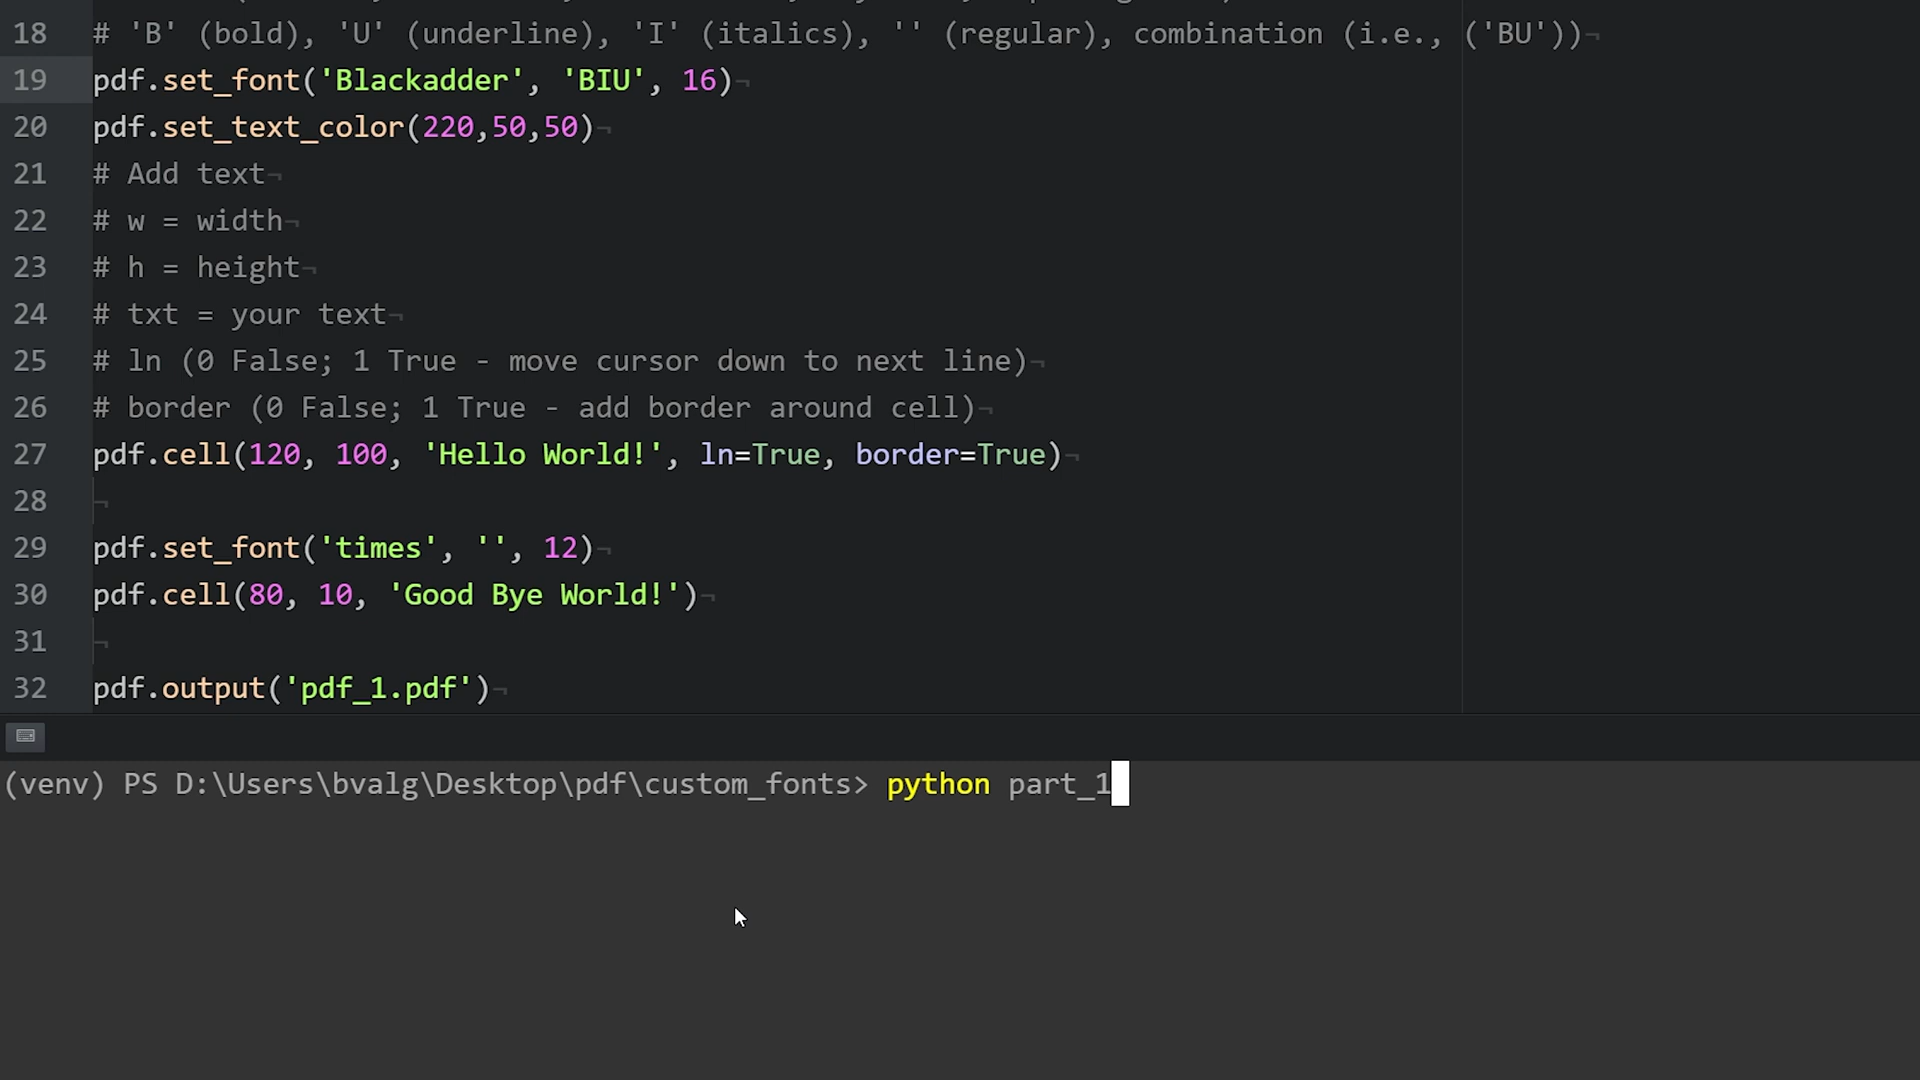 18 # 'B' (bold), 'U' (underline), 'I' (italics), '' (regular), combination (i.e., ('BU'))¬
19 pdf.set_font('Blackadder', 'BIU', 16)¬
20 pdf.set_text_color(220,50,50)¬
21 # Add text¬
22 # w = width¬
23 # h = height¬
24 # txt = your text¬
25 # ln (0 False; 1 True - move cursor down to next line)¬
26 # border (0 False; 1 True - add border around cell)¬
27 pdf.cell(120, 100, 'Hello World!', ln=True, border=True)¬
28 ¬
29 pdf.set_font('times', '', 12)¬
30 pdf.cell(80, 10, 'Good Bye World!')¬
31 ¬
32 pdf.output('pdf_1.pdf')¬
(venv) PS D:\Users\bvalg\Desktop\pdf\custom_fonts> python part_1